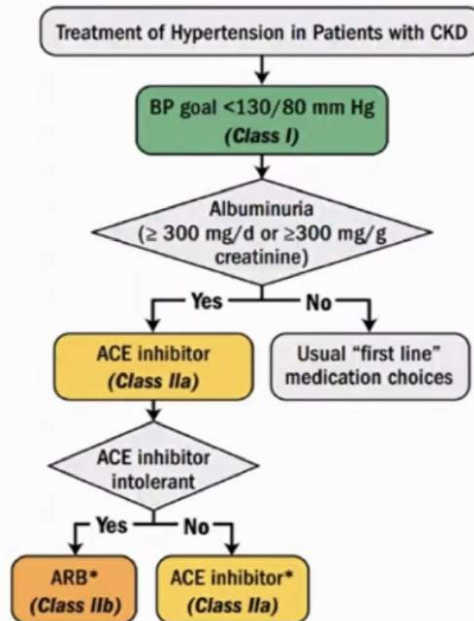 Treatment of Hypertension in Patients with CKD
BP goal <130/80 mm Hg
(Class I)
Albuminuria
(≥ 300 mg/d or ≥300 mg/g
creatinine)
Yes
No
ACE inhibitor
(Class IIa)
Usual “first line”
medication choices
ACE inhibitor
intolerant
Yes
No
ARB*
(Class IIb)
ACE inhibitor*
(Class IIa)